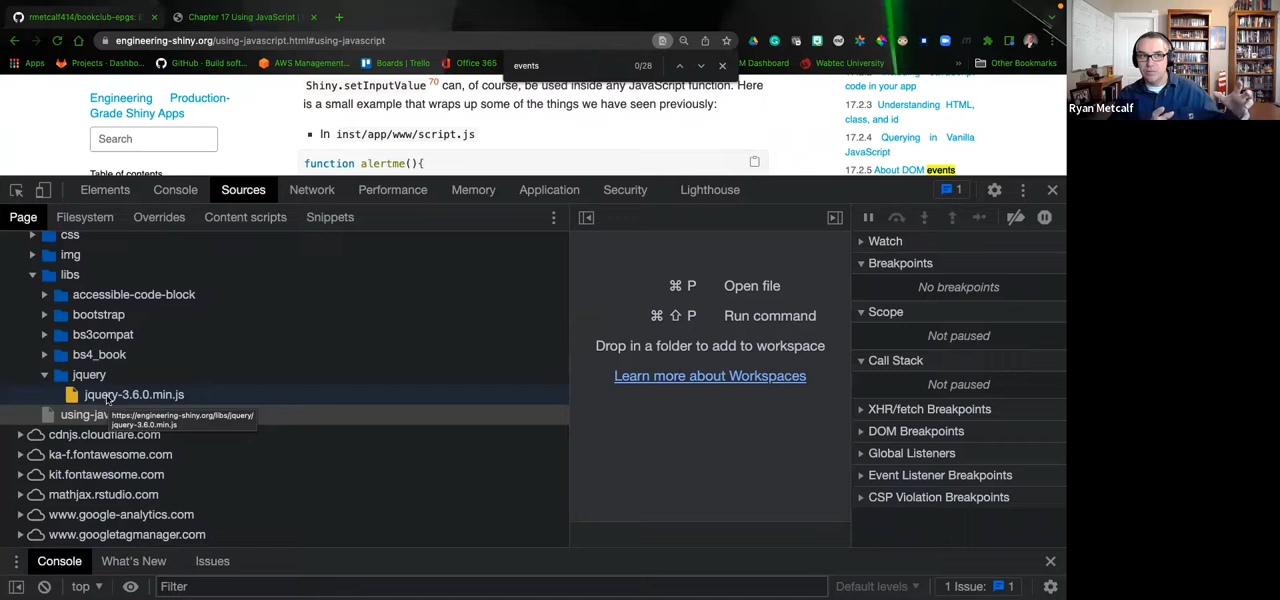 rmetcalf414/bookclub-epgs:
Chapter 17 Using JavaScript |
engineering-shiny.org/using-javascript.html#using-javascript
Apps
Projects - Dashbo...
GitHub - Build soft...
AWS Management...
Boards | Trello
Office 365
M Dashboard
Wabtec University
»
Other Bookmarks
events
0/28
Engineering Production-
Grade Shiny Apps
Search
Table of contents
Shiny.setInputValue 70 can, of course, be used inside any JavaScript function. Here
is a small example that wraps up some of the things we have seen previously:
In inst/app/www/script.js
function alertme(){
code in your app
17.2.3 Understanding HTML,
class, and id
17.2.4 Querying in Vanilla
JavaScript
17.2.5 About DOM events
Ryan Metcalf
Elements
Console
Sources
Network
Performance
Memory
Application
Security
Lighthouse
1
Page
Filesystem
Overrides
Content scripts
Snippets
css
img
libs
accessible-code-block
bootstrap
bs3compat
bs4_book
jquery
jquery-3.6.0.min.js
using-jav
https://engineering-shiny.org/libs/jquery/
jquery-3.6.0.min.js
cdnjs.cloudflare.com
ka-f.fontawesome.com
kit.fontawesome.com
mathjax.rstudio.com
www.google-analytics.com
www.googletagmanager.com
⌘ P Open file
⌘ ⇧ P Run command
Drop in a folder to add to workspace
Learn more about Workspaces
Watch
Breakpoints
No breakpoints
Scope
Not paused
Call Stack
Not paused
XHR/fetch Breakpoints
DOM Breakpoints
Global Listeners
Event Listener Breakpoints
CSP Violation Breakpoints
Console
What's New
Issues
top
Filter
Default levels
1 Issue: 1